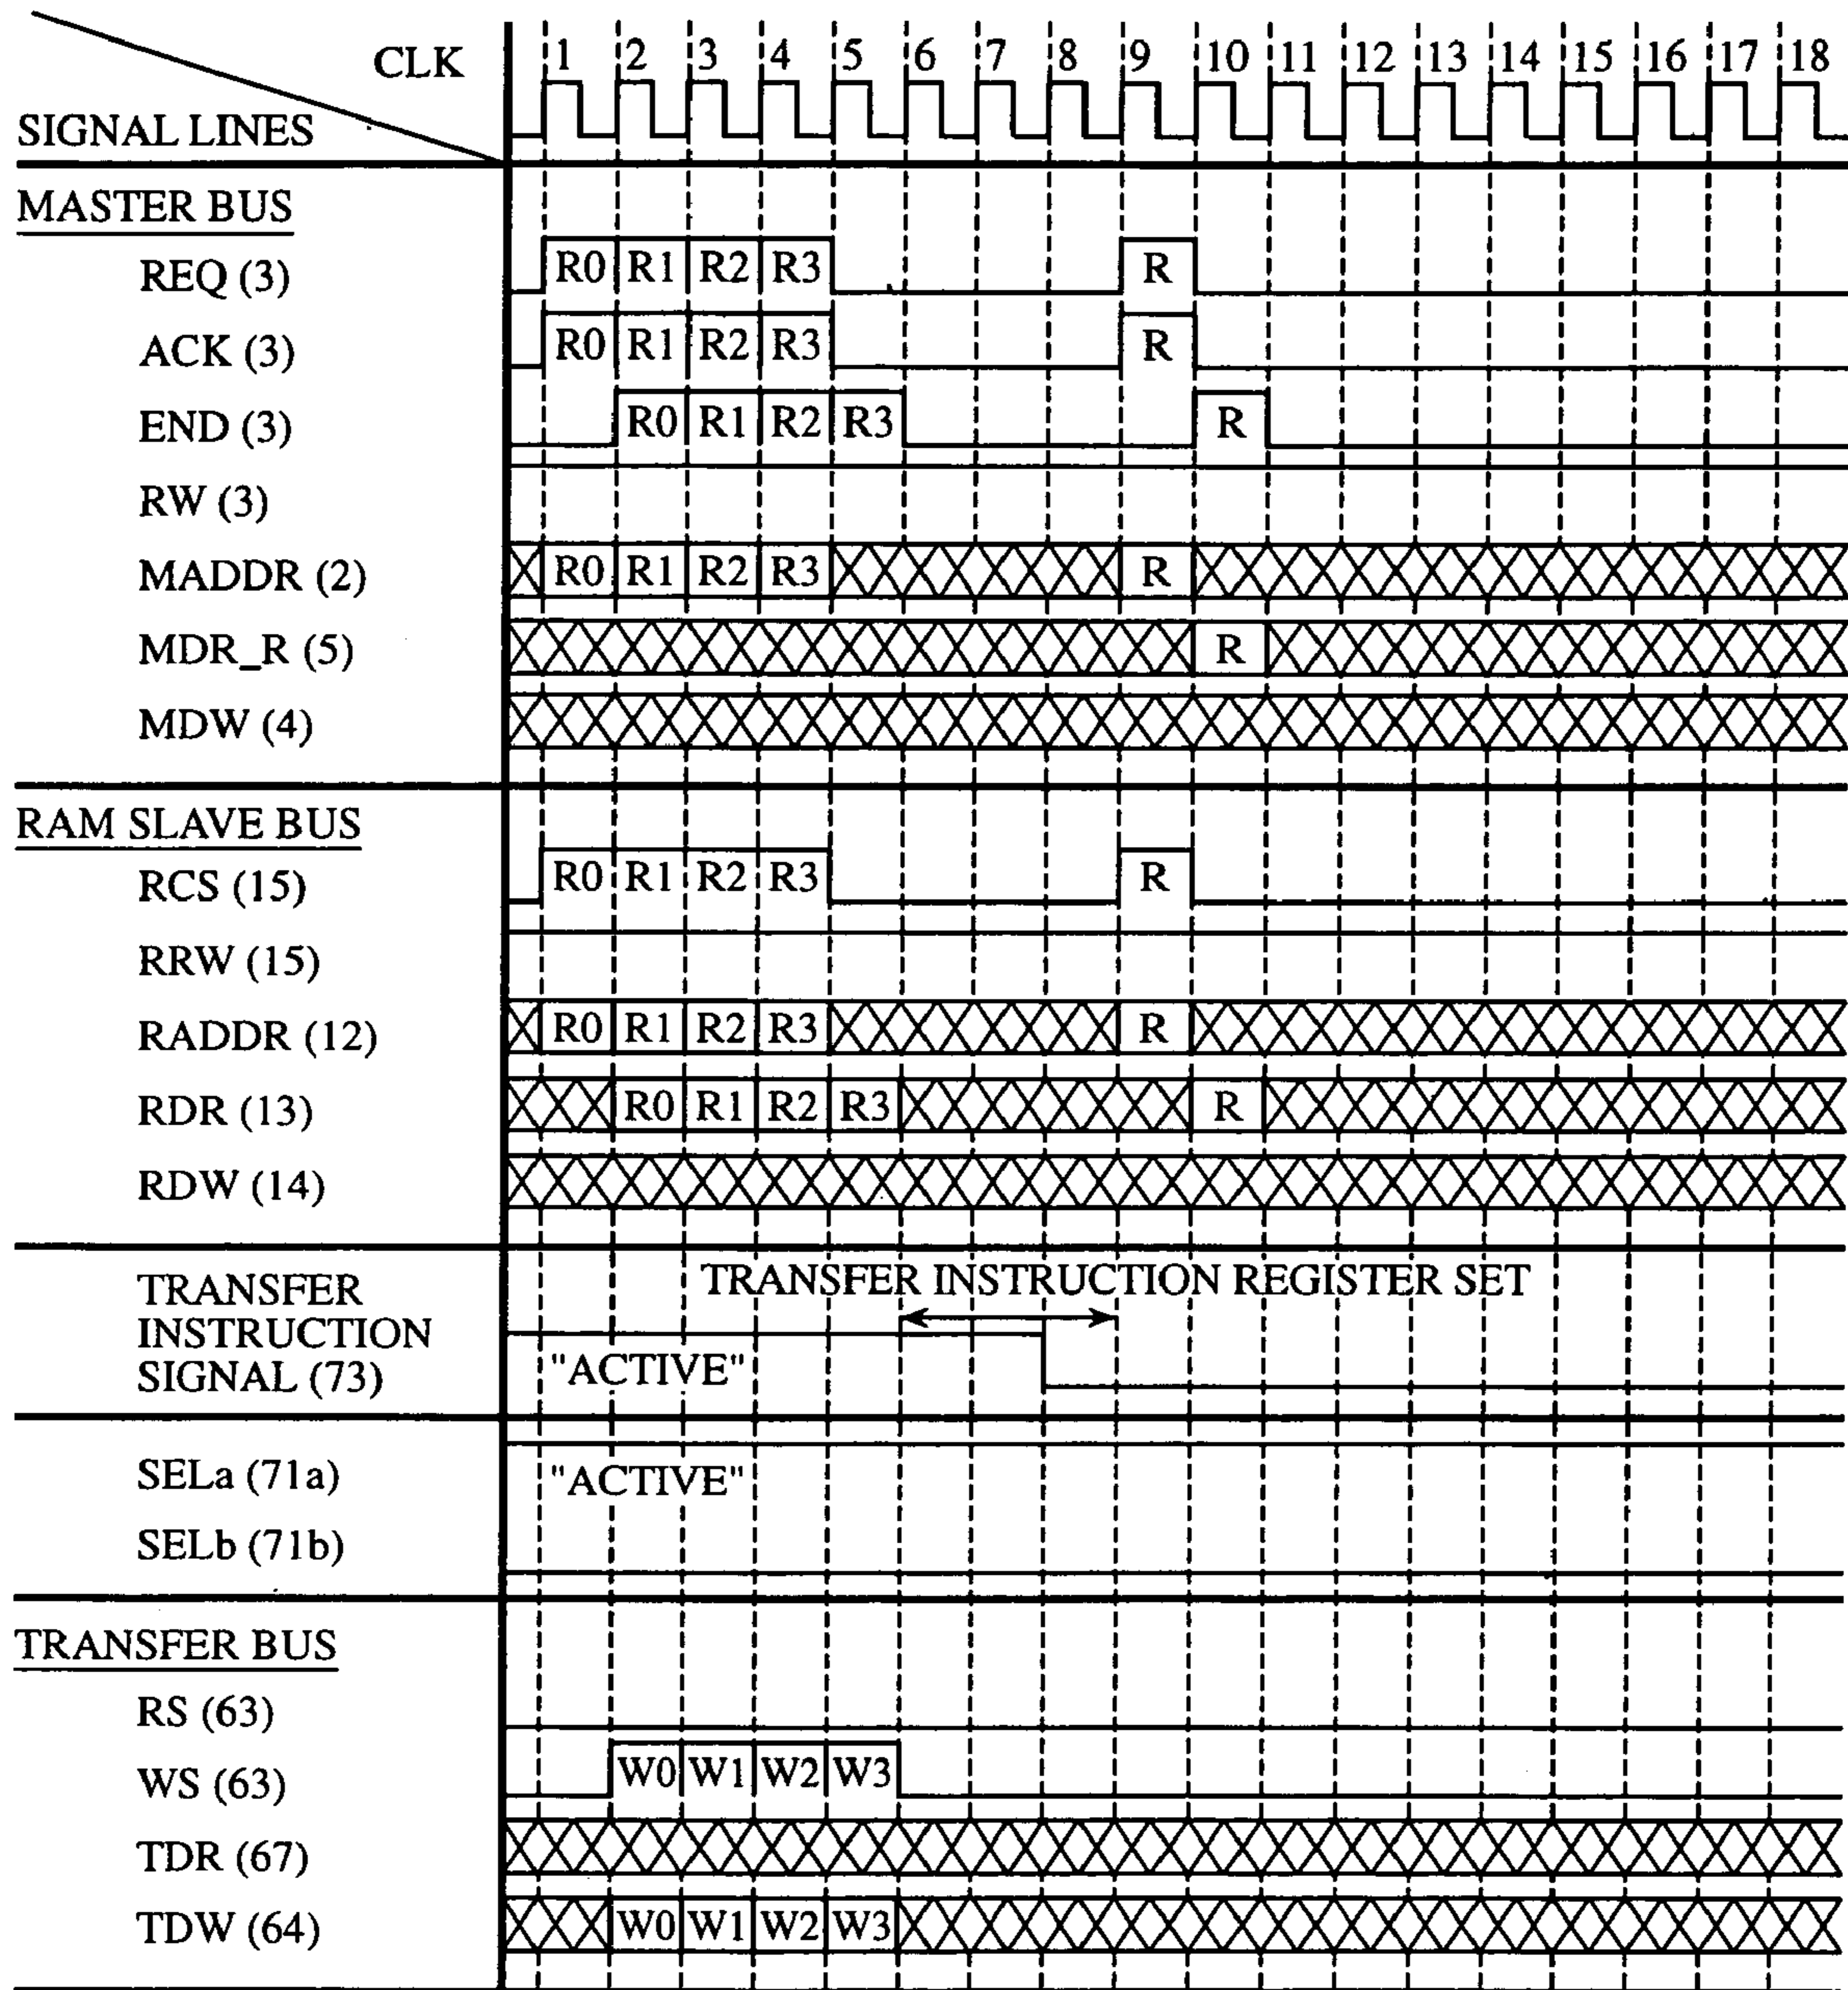 CLK 1 2 3 4 5 6 7 8 9 10 11 12 13 14 15 16 17 18
SIGNAL LINES
MASTER BUS
REQ (3) R0 R1 R2 R3 R
ACK (3) R0 R1 R2 R3 R
END (3) R0 R1 R2 R3 R
RW (3)
MADDR (2) R0 R1 R2 R3 R
MDR_R (5) R
MDW (4)
RAM SLAVE BUS
RCS (15) R0 R1 R2 R3 R
RRW (15)
RADDR (12) R0 R1 R2 R3 R
RDR (13) R0 R1 R2 R3 R
RDW (14)
TRANSFER INSTRUCTION REGISTER SET
TRANSFER
INSTRUCTION
SIGNAL (73) "ACTIVE"
SELa (71a) "ACTIVE"
SELb (71b)
TRANSFER BUS
RS (63)
WS (63) W0 W1 W2 W3
TDR (67)
TDW (64) W0 W1 W2 W3